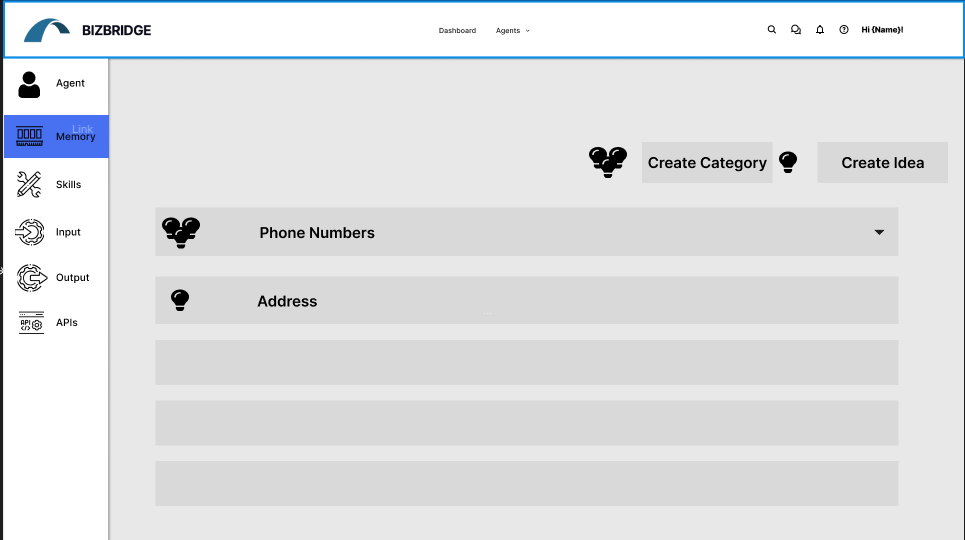 BIZBRIDGE
Dashboard
Agents
Hi {Name}!
Agent
Link
Memory
Skills
Input
Output
API
</>
APIs
Create Category
Create Idea
Phone Numbers
Address